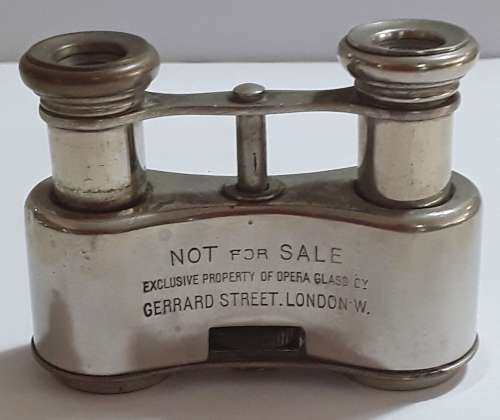 NOT FOR SALE
EXCLUSIVE PROPERTY OF OPERA GLASS CY
GERRARD STREET. LONDON W.